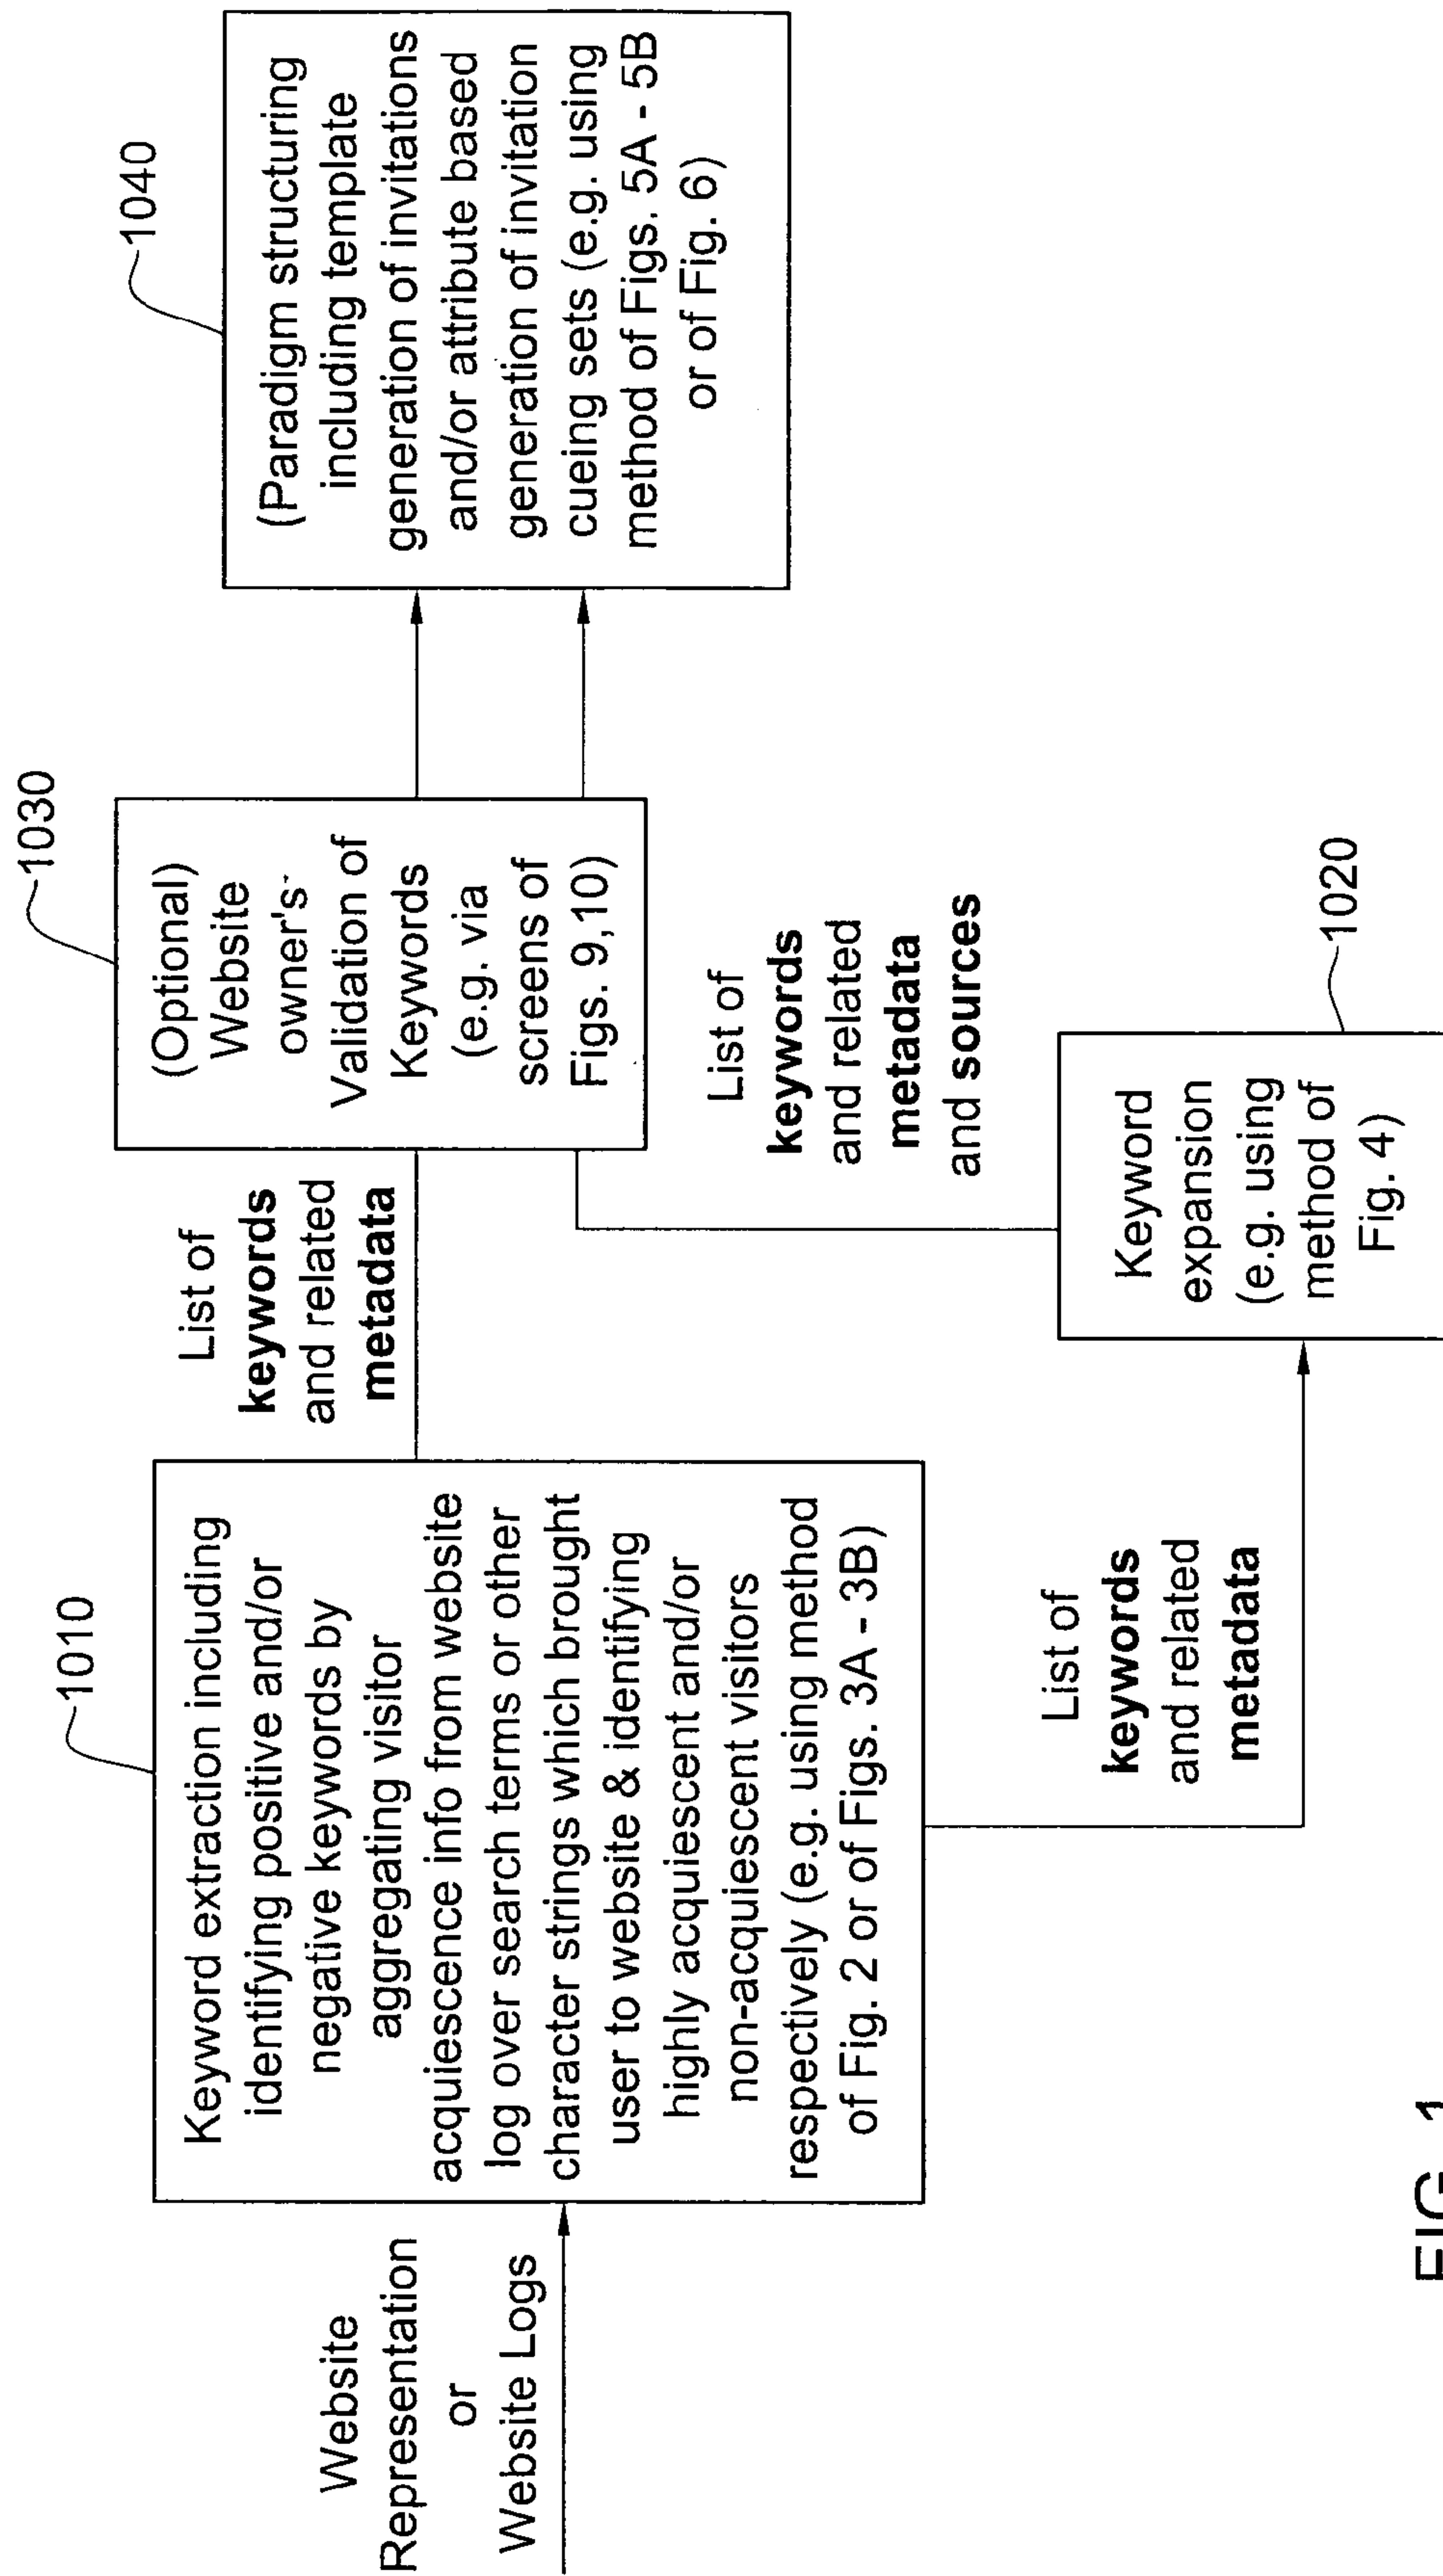 Website
Representation
or
Website Logs
1010
Keyword extraction including
identifying positive and/or
negative keywords by
aggregating visitor
acquiescence info from website
log over search terms or other
character strings which brought
user to website & identifying
highly acquiescent and/or
non-acquiescent visitors
respectively (e.g. using method
of Fig. 2 or of Figs. 3A - 3B)
List of
keywords
and related
metadata
List of
keywords
and related
metadata
1020
Keyword
expansion
(e.g. using
method of
Fig. 4)
List of
keywords
and related
metadata
and sources
1030
(Optional)
Website
owner's
Validation of
Keywords
(e.g. via
screens of
Figs. 9,10)
1040
(Paradigm structuring
including template
generation of invitations
and/or attribute based
generation of invitation
cueing sets (e.g. using
method of Figs. 5A - 5B
or of Fig. 6)
FIG. 1